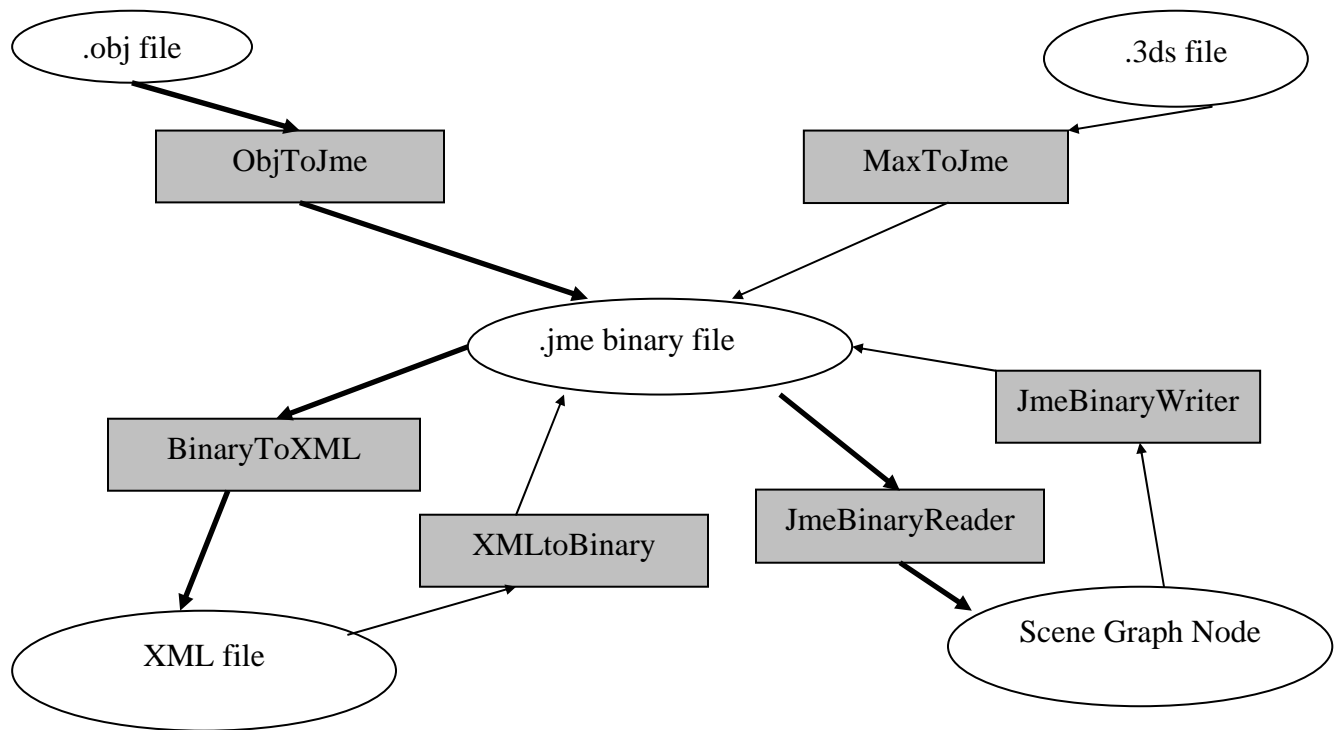 .obj file
.3ds file
ObjToJme
MaxToJme
.jme binary file
JmeBinaryWriter
BinaryToXML
JmeBinaryReader
XMLtoBinary
Scene Graph Node
XML file